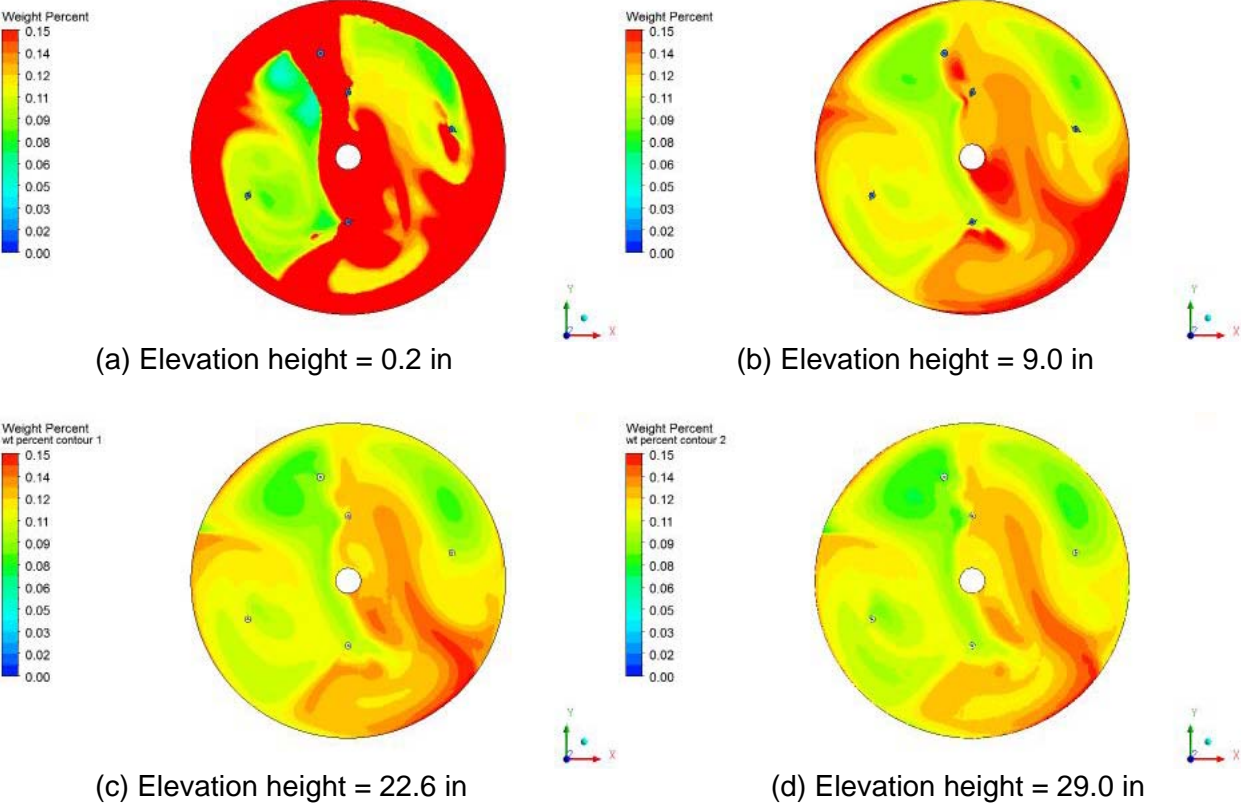 Weight Percent
0.15
0.14
0.12
0.11
0.09
0.08
0.06
0.05
0.03
0.02
0.00
Y
Z
X
(a) Elevation height = 0.2 in
Weight Percent
0.15
0.14
0.12
0.11
0.09
0.08
0.06
0.05
0.03
0.02
0.00
Y
Z
X
(b) Elevation height = 9.0 in
Weight Percent
wt percent contour 1
0.15
0.14
0.12
0.11
0.09
0.08
0.06
0.05
0.03
0.02
0.00
Y
Z
X
(c) Elevation height = 22.6 in
Weight Percent
wt percent contour 2
0.15
0.14
0.12
0.11
0.09
0.08
0.06
0.05
0.03
0.02
0.00
Y
Z
X
(d) Elevation height = 29.0 in